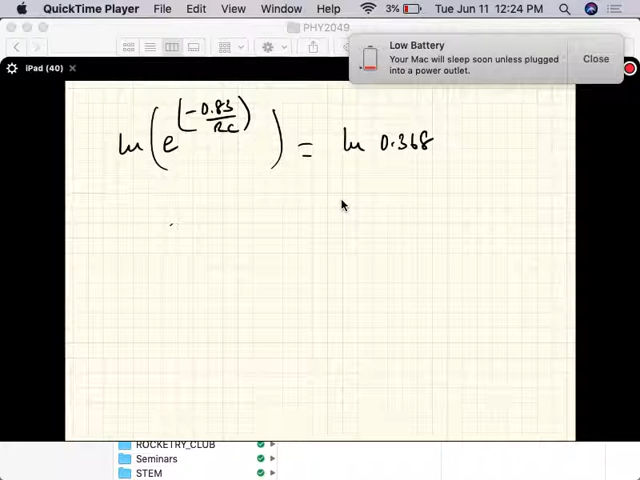 QuickTime Player File Edit View Window Help 3% Tue Jun 11 12:24 PM
PHY2049
Low Battery
Your Mac will sleep soon unless plugged
into a power outlet.
Close
iPad (40)
ln(e^(-0.83/RC)) = ln 0.368
ROCKETRY_CLUB
Seminars
STEM